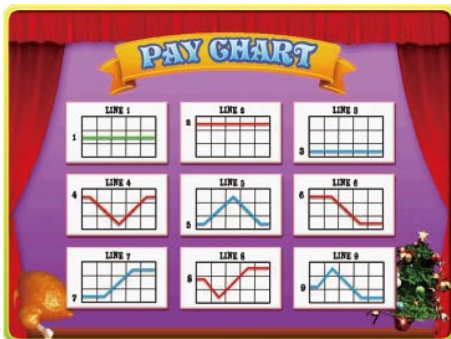 PAY CHART
LINE 1
LINE 2
LINE 3
1
2
3
LINE 4
LINE 5
LINE 6
4
5
6
LINE 7
LINE 8
LINE 9
7
8
9